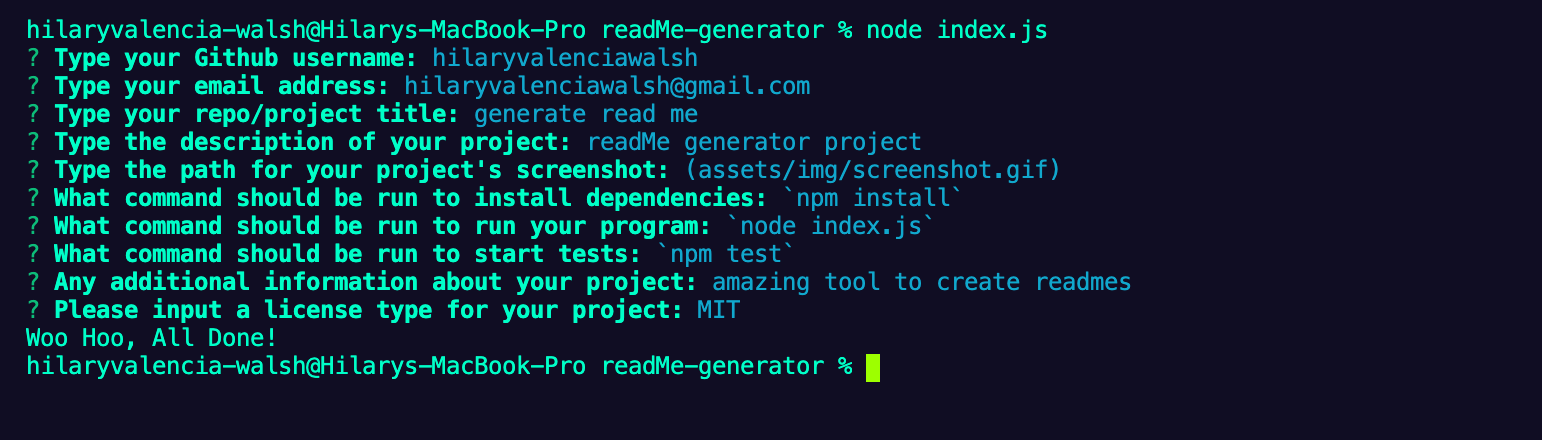 hilaryvalencia-walsh@Hilarys-MacBook-Pro readMe-generator % node index.js
? Type your Github username: hilaryvalenciawalsh
? Type your email address: hilaryvalenciawalsh@gmail.com
? Type your repo/project title: generate read me
? Type the description of your project: readMe generator project
? Type the path for your project's screenshot: (assets/img/screenshot.gif)
? What command should be run to install dependencies: `npm install`
? What command should be run to run your program: `node index.js`
? What command should be run to start tests: `npm test`
? Any additional information about your project: amazing tool to create readmes
? Please input a license type for your project: MIT
Woo Hoo, All Done!
hilaryvalencia-walsh@Hilarys-MacBook-Pro readMe-generator %